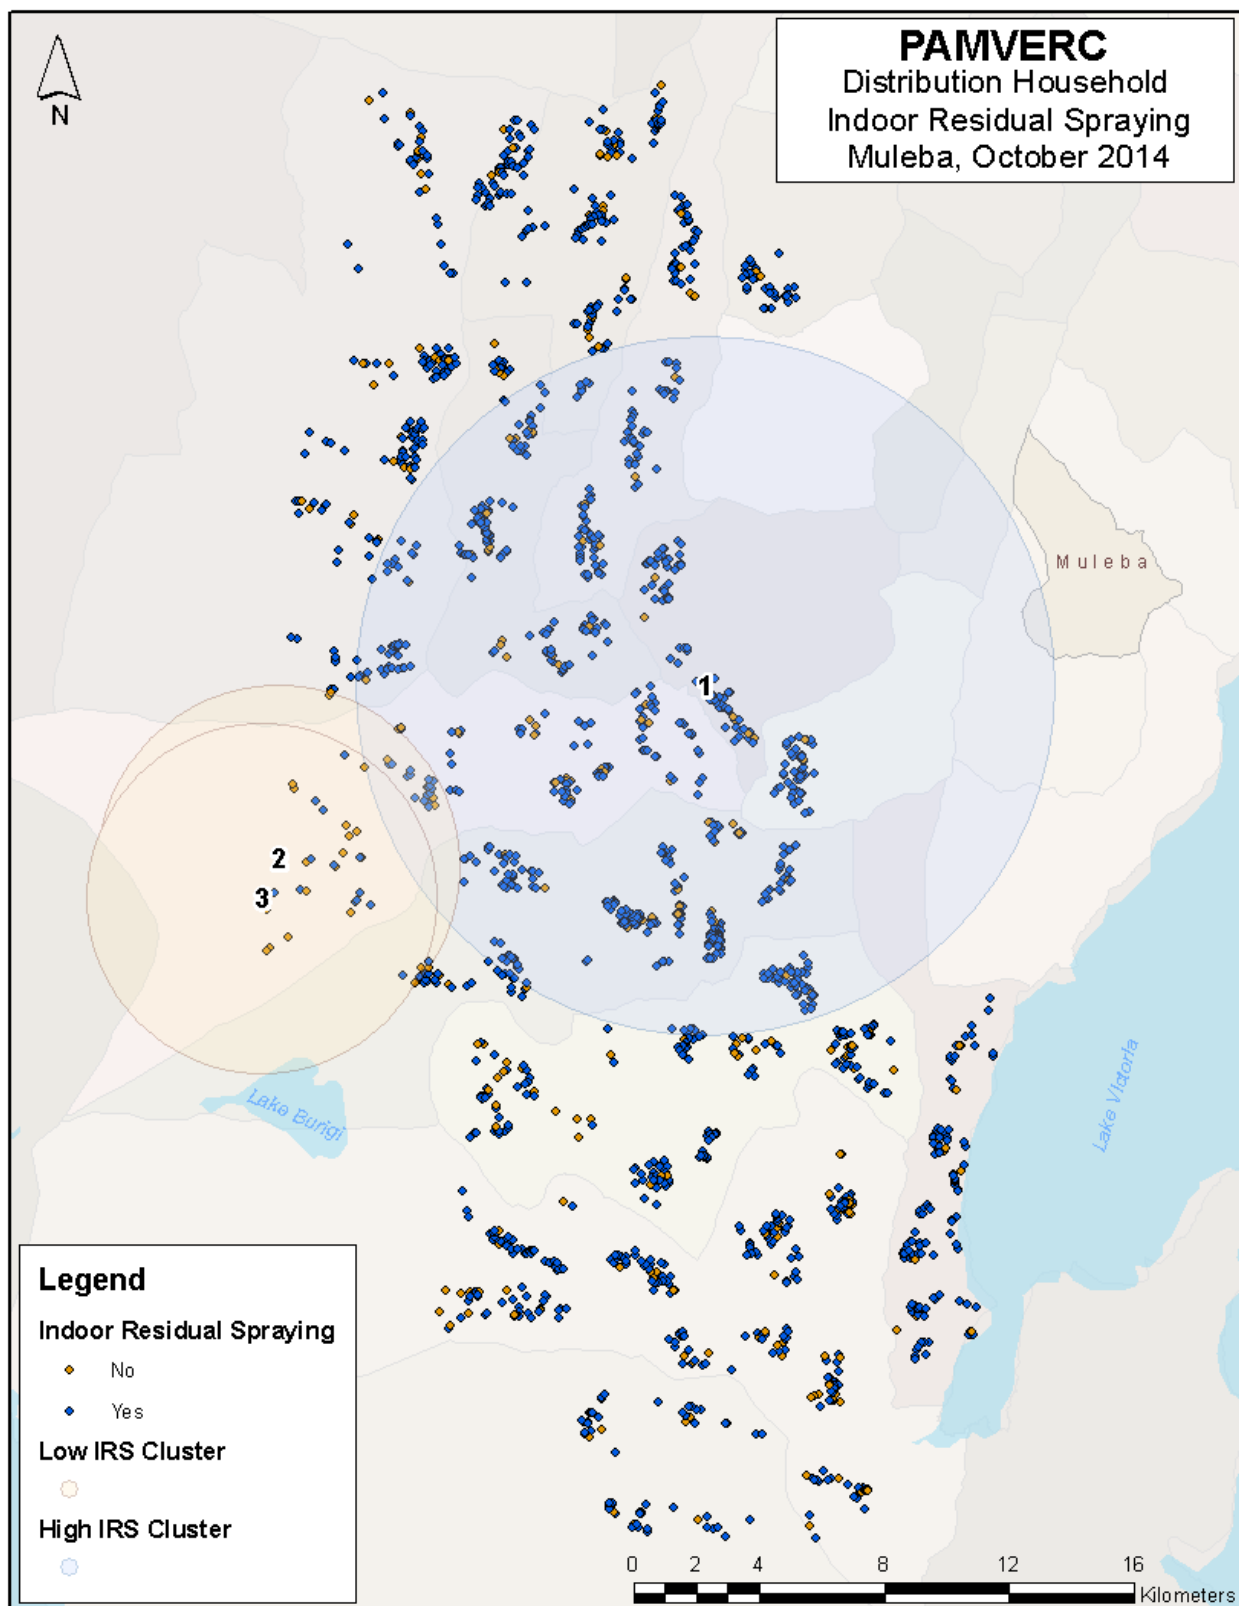 PAMVERC
Distribution Household
Indoor Residual Spraying
Muleba, October 2014
N
Muleba
1
2
3
Lake Burigi
Lake Victoria
Legend
Indoor Residual Spraying
No
Yes
Low IRS Cluster
High IRS Cluster
0 2 4 8 12 16
Kilometers